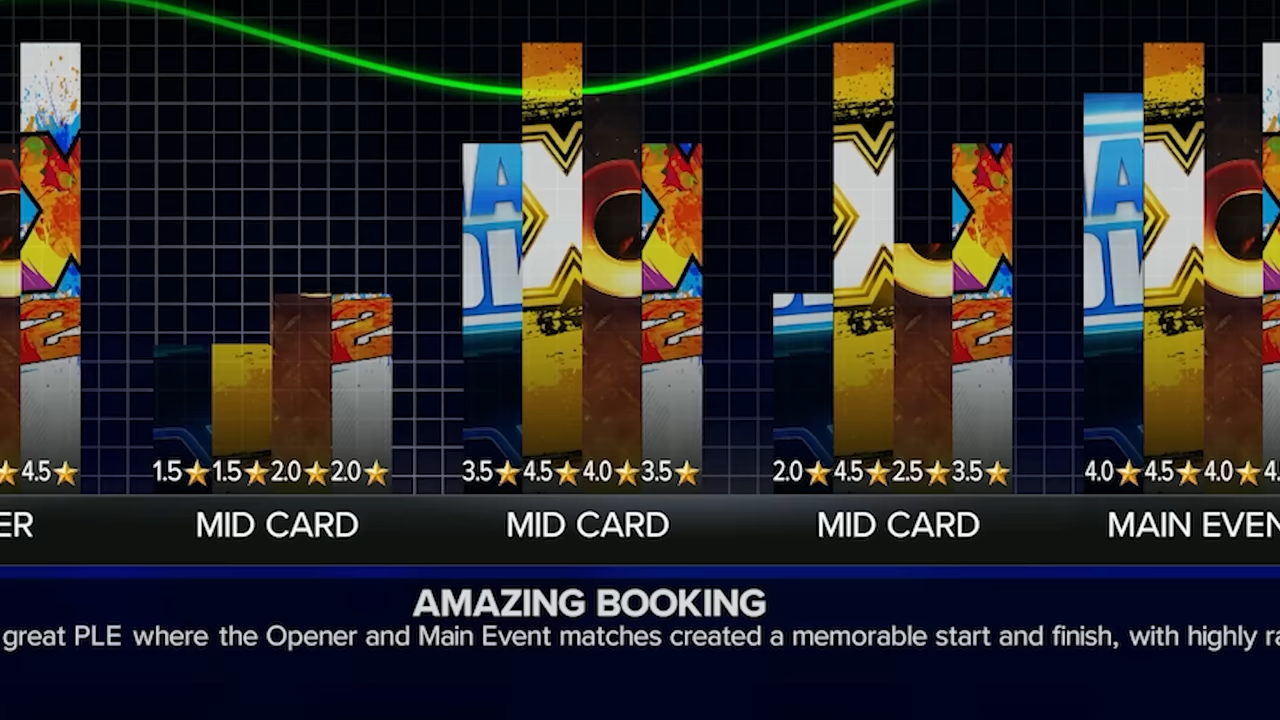 4.5 1.5 1.5 2.0 2.0 3.5 4.5 4.0 3.5 2.0 4.5 2.5 3.5 4.0 4.5 4.0 4.
ER MID CARD MID CARD MID CARD MAIN EVEN
AMAZING BOOKING
great PLE where the Opener and Main Event matches created a memorable start and finish, with highly ra